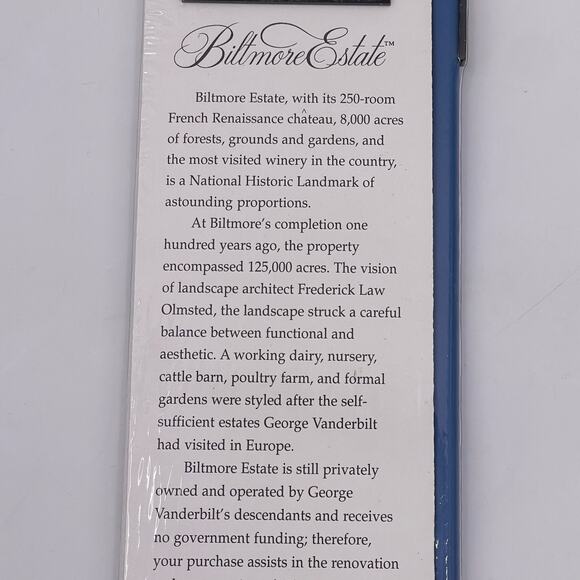 Biltmore Estate™
Biltmore Estate, with its 250-room
French Renaissance château, 8,000 acres
of forests, grounds and gardens, and
the most visited winery in the country,
is a National Historic Landmark of
astounding proportions.
At Biltmore's completion one
hundred years ago, the property
encompassed 125,000 acres. The vision
of landscape architect Frederick Law
Olmsted, the landscape struck a careful
balance between functional and
aesthetic. A working dairy, nursery,
cattle barn, poultry farm, and formal
gardens were styled after the self-
sufficient estates George Vanderbilt
had visited in Europe.
Biltmore Estate is still privately
owned and operated by George
Vanderbilt's descendants and receives
no government funding; therefore,
your purchase assists in the renovation